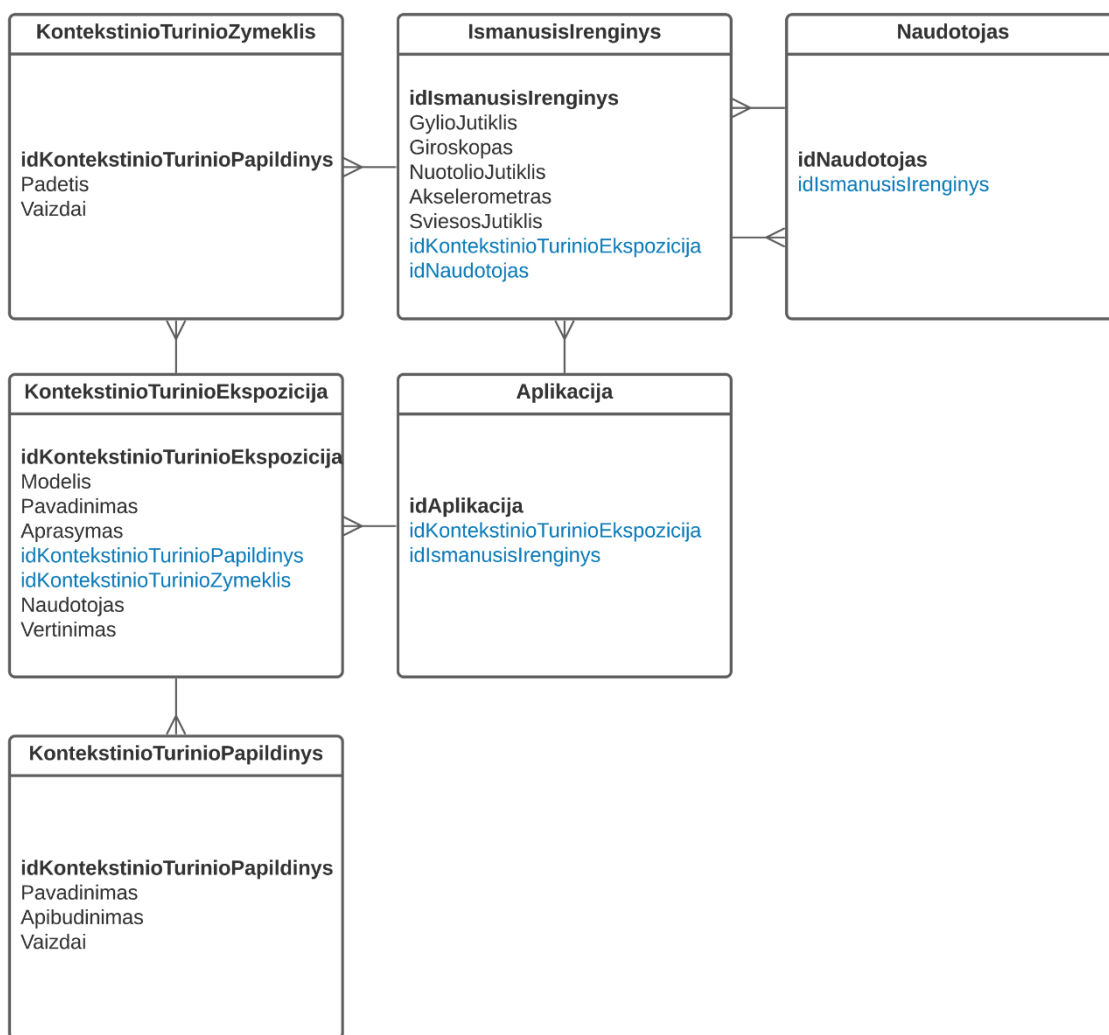 KontekstinioTurinioZymeklis
idKontekstinioTurinioPapildinys
Padetis
Vaizdai
IsmanusisIrenginys
idIsmanusisIrenginys
GylioJutiklis
Giroskopas
NuotolioJutiklis
Akselerometras
SviesosJutiklis
idKontekstinioTurinioEkspozicija
idNaudotojas
Naudotojas
idNaudotojas
idIsmanusisIrenginys
KontekstinioTurinioEkspozicija
idKontekstinioTurinioEkspozicija
Modelis
Pavadinimas
Aprasymas
idKontekstinioTurinioPapildinys
idKontekstinioTurinioZymeklis
Naudotojas
Vertinimas
Aplikacija
idAplikacija
idKontekstinioTurinioEkspozicija
idIsmanusisIrenginys
KontekstinioTurinioPapildinys
idKontekstinioTurinioPapildinys
Pavadinimas
Apibudinimas
Vaizdai